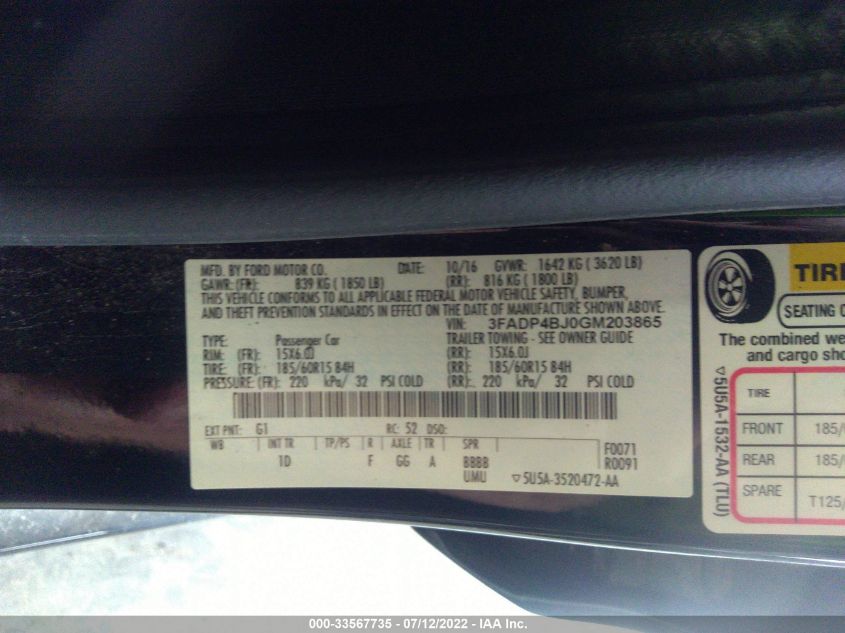 MFD. BY FORD MOTOR CO. DATE: 10/16 GVWR: 1642 KG ( 3620 LB)
GAWR:(FR): 839 KG ( 1850 LB) (RR): 816 KG ( 1800 LB)
THIS VEHICLE CONFORMS TO ALL APPLICABLE FEDERAL MOTOR VEHICLE SAFETY, BUMPER,
AND THEFT PREVENTION STANDARDS IN EFFECT ON THE DATE OF MANUFACTURE SHOWN ABOVE.
VIN: 3FADP4BJ0GM203865
TYPE: Passenger Car TRAILER TOWING - SEE OWNER GUIDE
RIM: (FR): 15X6.0J (RR): 15X6.0J
TIRE: (FR): 185/60R15 84H (RR): 185/60R15 84H
PRESSURE: (FR): 220 kPa/ 32 PSI COLD (RR): 220 kPa/ 32 PSI COLD
EXT PNT: G1 RC: 52 DSO:
WB INT TR TP/PS R AXLE TR SPR F0071
1D F GG A BBBB R0091
UMU ▽5U5A-3520472-AA
TIRE
SEATING
The combined we
and cargo sho
▽5U5A-1532-AA (TLU)
TIRE
FRONT 185/
REAR 185/
SPARE T125/
000-33567735 - 07/12/2022 - IAA Inc.